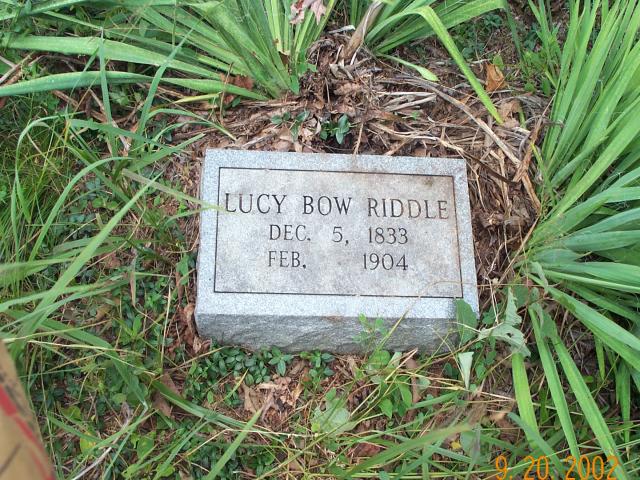 LUCY BOW RIDDLE
DEC. 5, 1833
FEB. 1904
9.20.2002